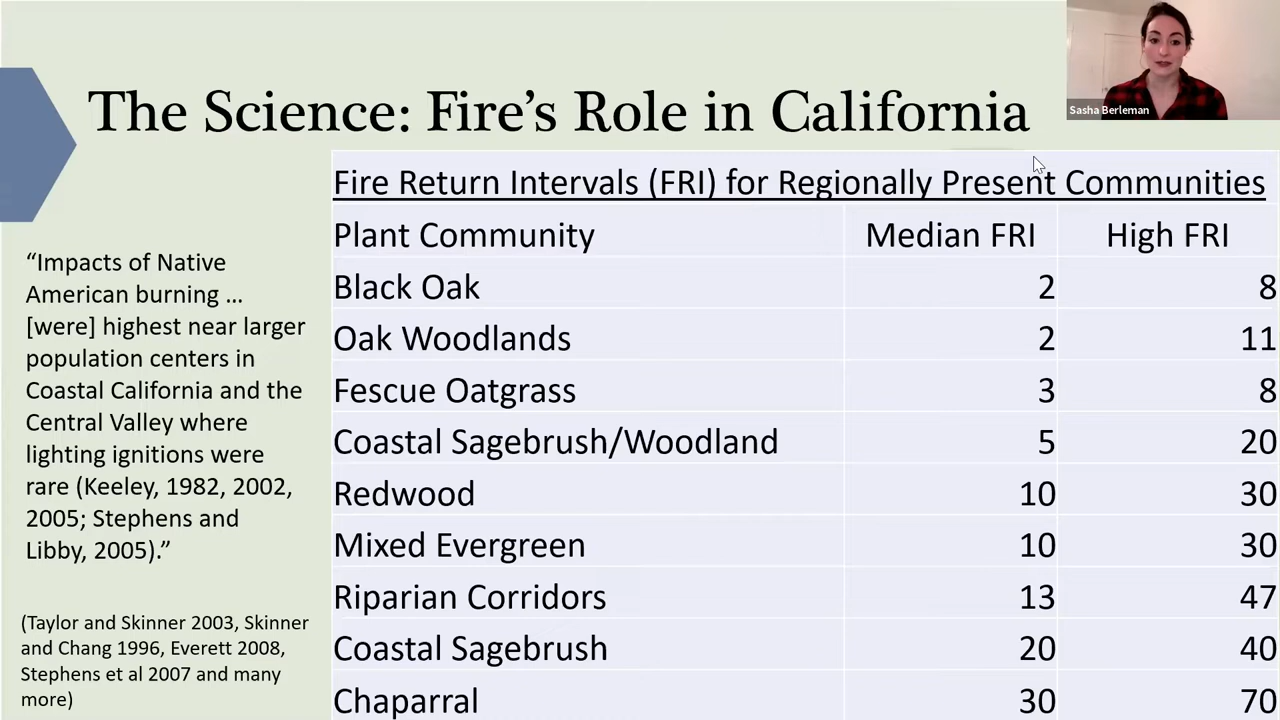 Sasha Berleman
The Science: Fire's Role in California
Fire Return Intervals (FRI) for Regionally Present Communities
Plant Community Median FRI High FRI
Black Oak 2 8
Oak Woodlands 2 11
Fescue Oatgrass 3 8
Coastal Sagebrush/Woodland 5 20
Redwood 10 30
Mixed Evergreen 10 30
Riparian Corridors 13 47
Coastal Sagebrush 20 40
Chaparral 30 70
“Impacts of Native
American burning …
[were] highest near larger
population centers in
Coastal California and the
Central Valley where
lighting ignitions were
rare (Keeley, 1982, 2002,
2005; Stephens and
Libby, 2005).”
(Taylor and Skinner 2003, Skinner
and Chang 1996, Everett 2008,
Stephens et al 2007 and many
more)